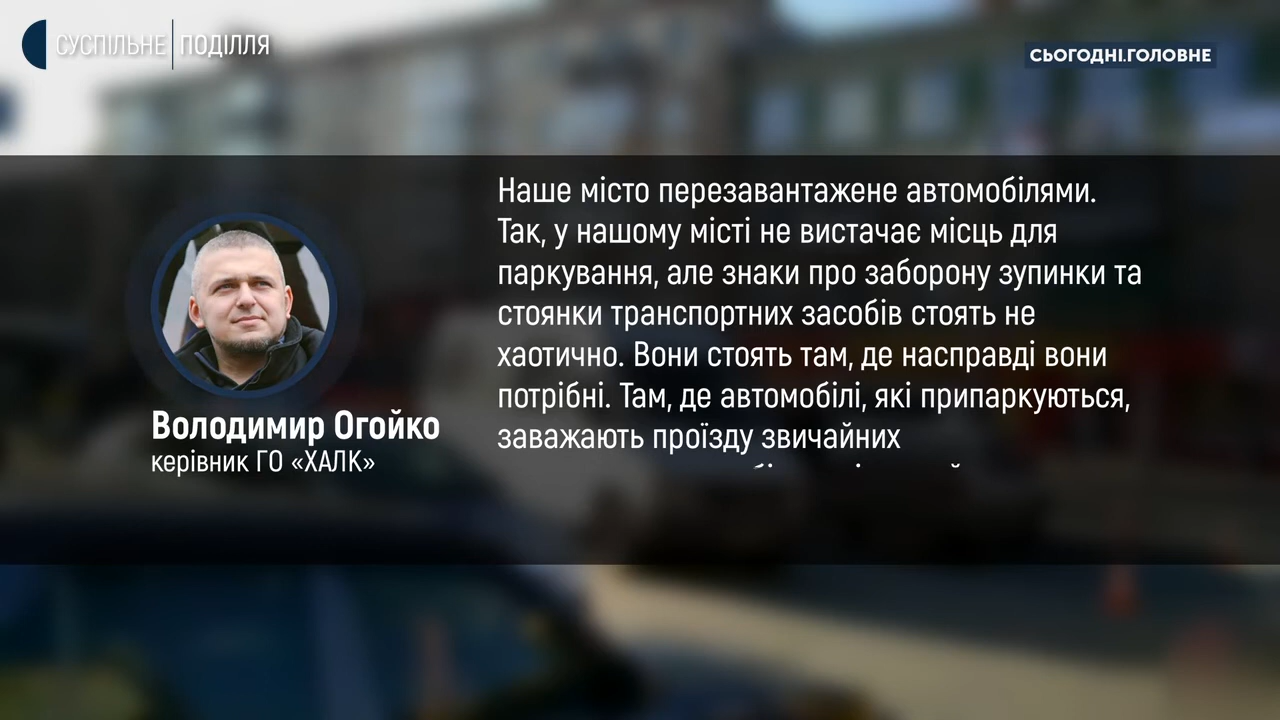 СУСПІЛЬНЕ ПОДІЛЛЯ
СЬОГОДНІ.ГОЛОВНЕ
Наше місто перезавантажене автомобілями.
Так, у нашому місті не вистачає місць для
паркування, але знаки про заборону зупинки та
стоянки транспортних засобів стоять не
хаотично. Вони стоять там, де насправді вони
потрібні. Там, де автомобілі, які припаркуються,
заважають проїзду звичайних
Володимир Огойко
керівник ГО «ХАЛК»